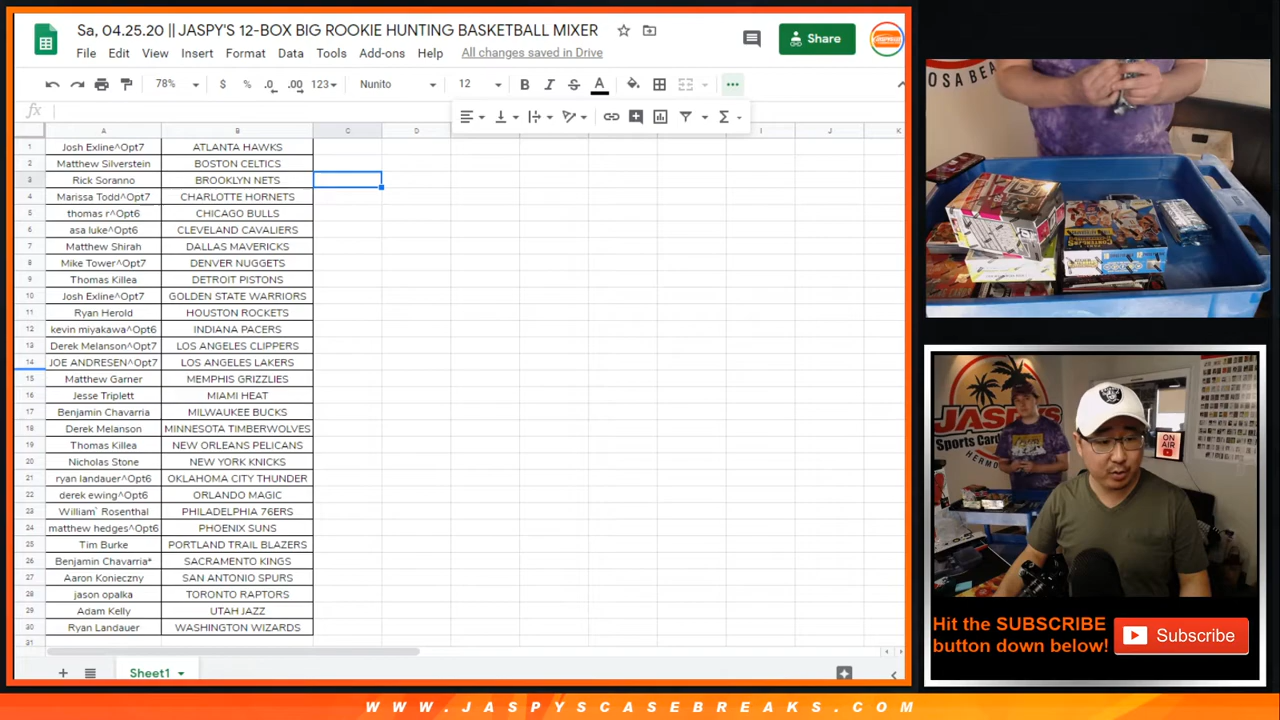 Sa, 04.25.20 || JASPY'S 12-BOX BIG ROOKIE HUNTING BASKETBALL MIXER
File Edit View Insert Format Data Tools Add-ons Help All changes saved in Drive
Share
78% $ % .0 .00 123 Nunito 12 B I S A
fx
A B C D I J K
1 Josh Exline^Opt7 ATLANTA HAWKS
2 Matthew Silverstein BOSTON CELTICS
3 Rick Soranno BROOKLYN NETS
4 Marissa Todd^Opt7 CHARLOTTE HORNETS
5 thomas r^Opt6 CHICAGO BULLS
6 asa luke^Opt6 CLEVELAND CAVALIERS
7 Matthew Shirah DALLAS MAVERICKS
8 Mike Tower^Opt7 DENVER NUGGETS
9 Thomas Killea DETROIT PISTONS
10 Josh Exline^Opt7 GOLDEN STATE WARRIORS
11 Ryan Herold HOUSTON ROCKETS
12 kevin miyakawa^Opt6 INDIANA PACERS
13 Derek Melanson^Opt7 LOS ANGELES CLIPPERS
14 JOE ANDRESEN^Opt7 LOS ANGELES LAKERS
15 Matthew Garner MEMPHIS GRIZZLIES
16 Jesse Triplett MIAMI HEAT
17 Benjamin Chavarria MILWAUKEE BUCKS
18 Derek Melanson MINNESOTA TIMBERWOLVES
19 Thomas Killea NEW ORLEANS PELICANS
20 Nicholas Stone NEW YORK KNICKS
21 ryan landauer^Opt6 OKLAHOMA CITY THUNDER
22 derek ewing^Opt6 ORLANDO MAGIC
23 William` Rosenthal PHILADELPHIA 76ERS
24 matthew hedges^Opt6 PHOENIX SUNS
25 Tim Burke PORTLAND TRAIL BLAZERS
26 Benjamin Chavarria* SACRAMENTO KINGS
27 Aaron Konieczny SAN ANTONIO SPURS
28 jason opalka TORONTO RAPTORS
29 Adam Kelly UTAH JAZZ
30 Ryan Landauer WASHINGTON WIZARDS
31
Sheet1
OSA BEA
JASPY'S
Sports Card
HERMO
ON
AIR
Hit the SUBSCRIBE
button down below!
Subscribe
WWW.JASPYSCASEBREAKS.COM